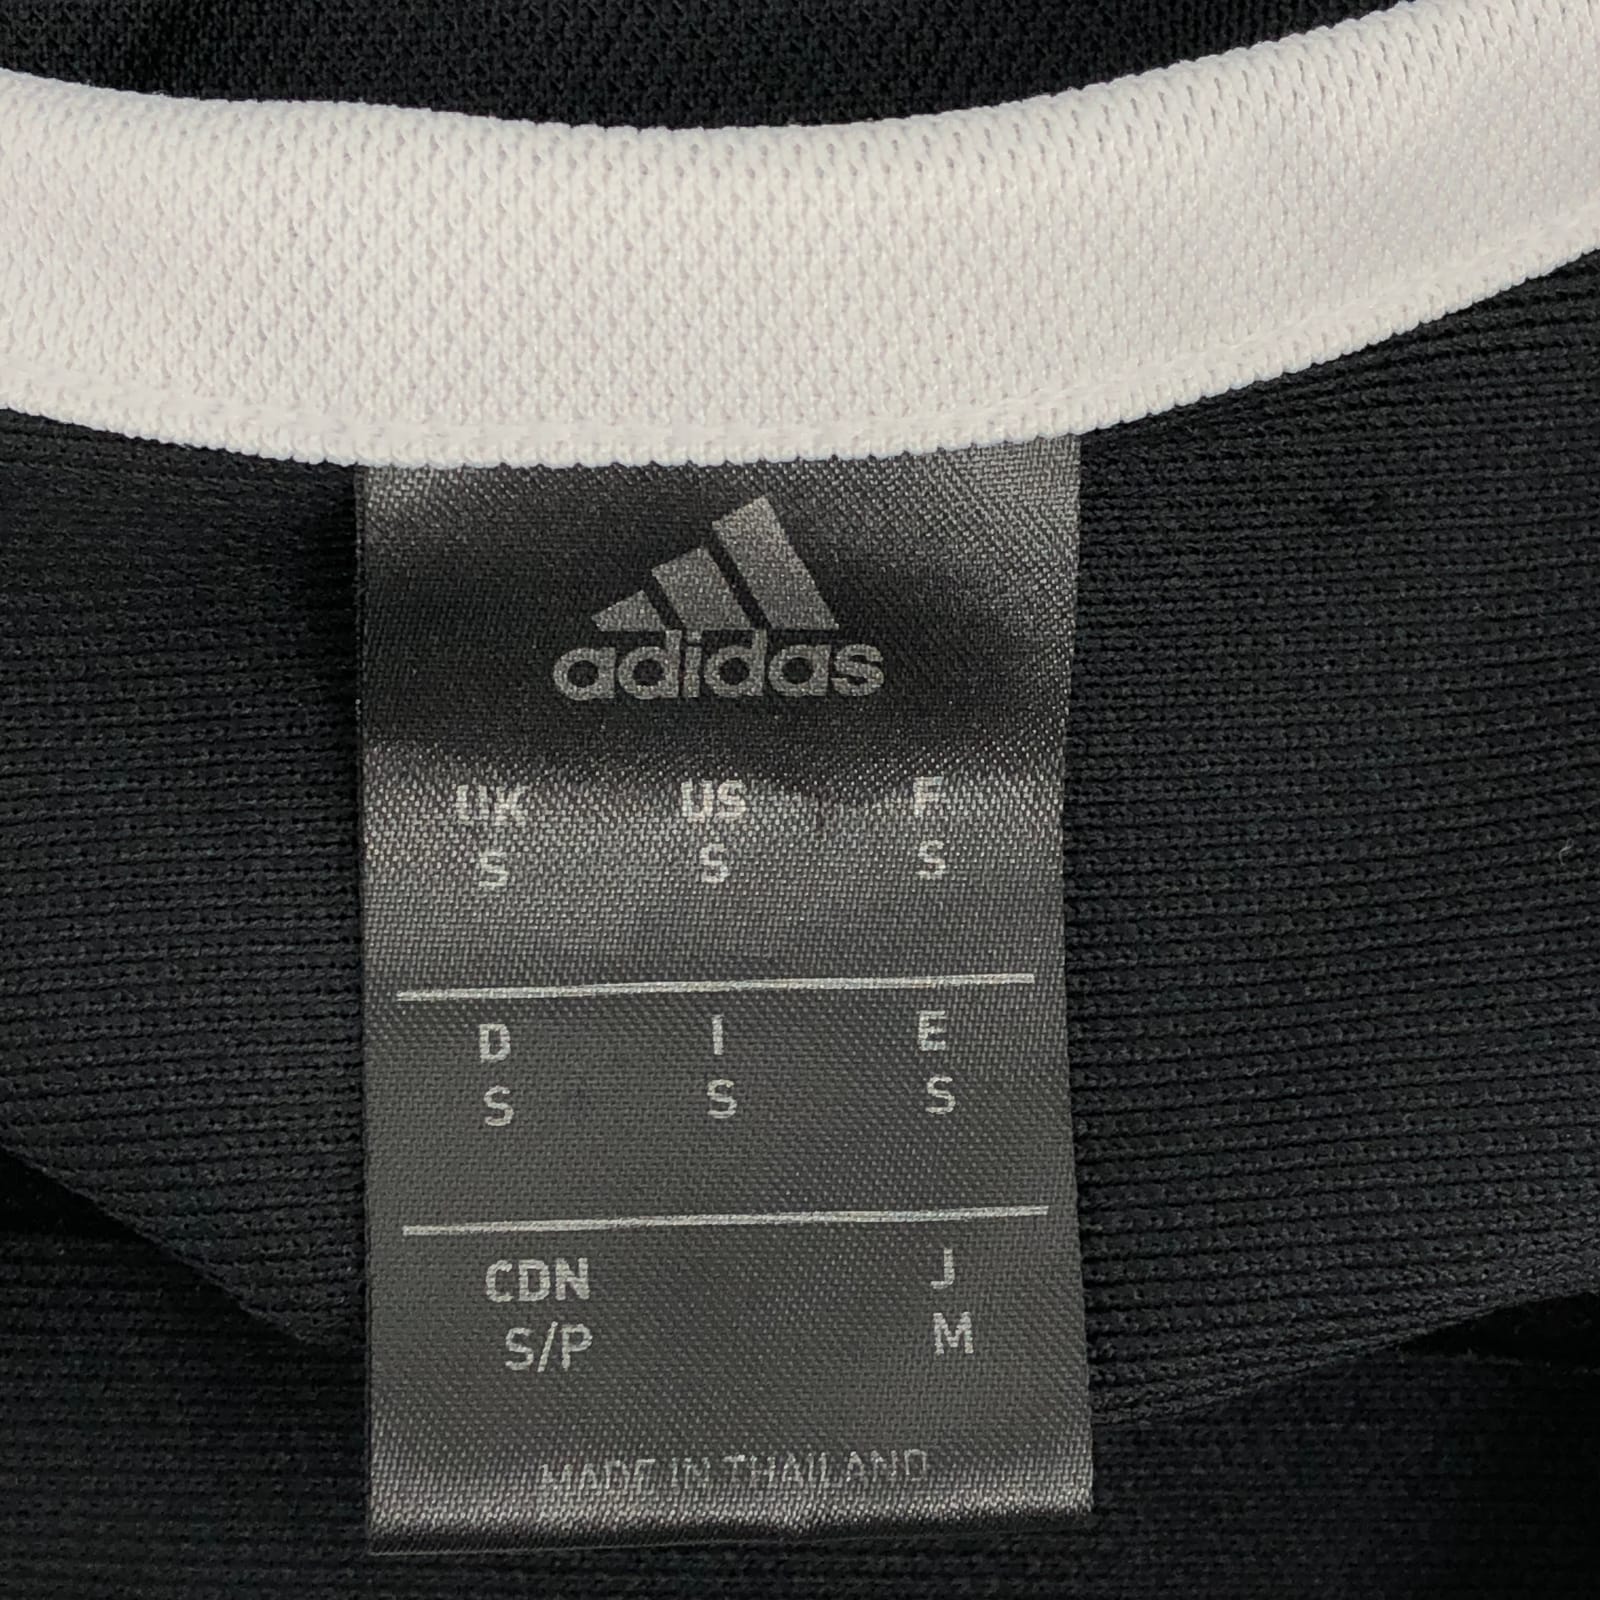 adidas
UK US F
S S S
D I E
S S S
CDN J
S/P M
MADE IN THAILAND